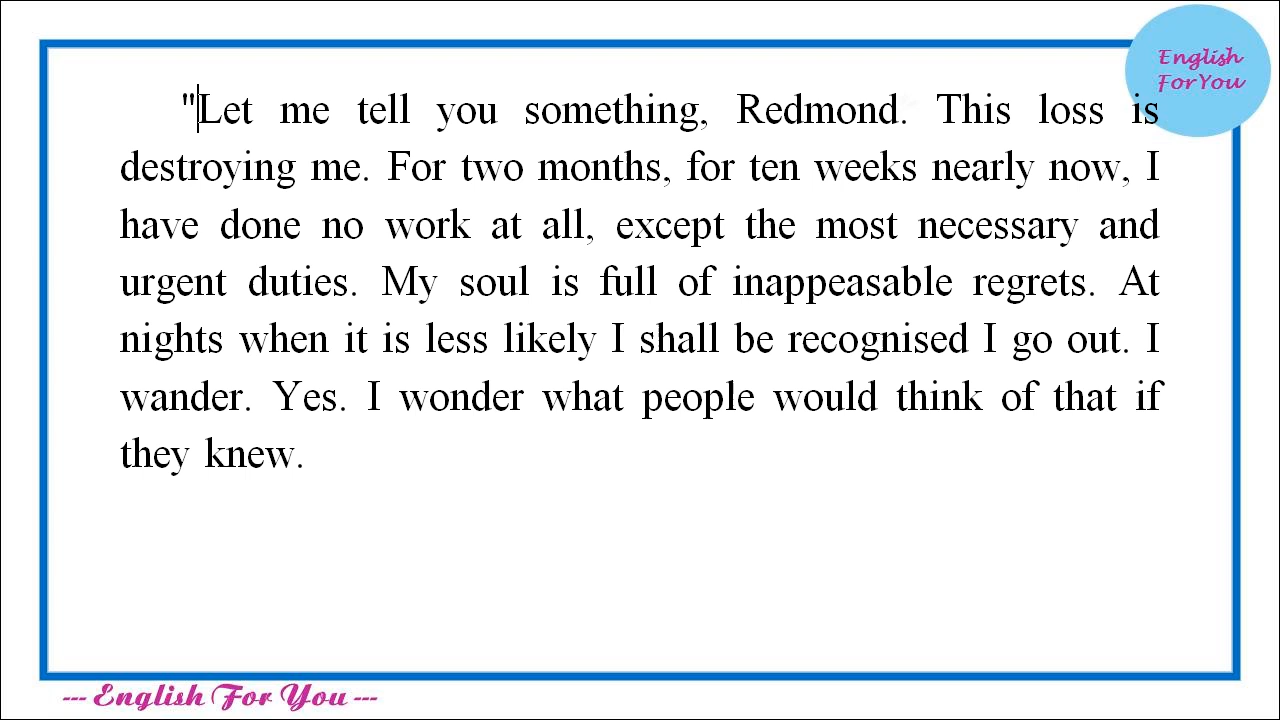 English
ForYou
"Let me tell you something, Redmond. This loss is
destroying me. For two months, for ten weeks nearly now, I
have done no work at all, except the most necessary and
urgent duties. My soul is full of inappeasable regrets. At
nights when it is less likely I shall be recognised I go out. I
wander. Yes. I wonder what people would think of that if
they knew.
--- English For You ---